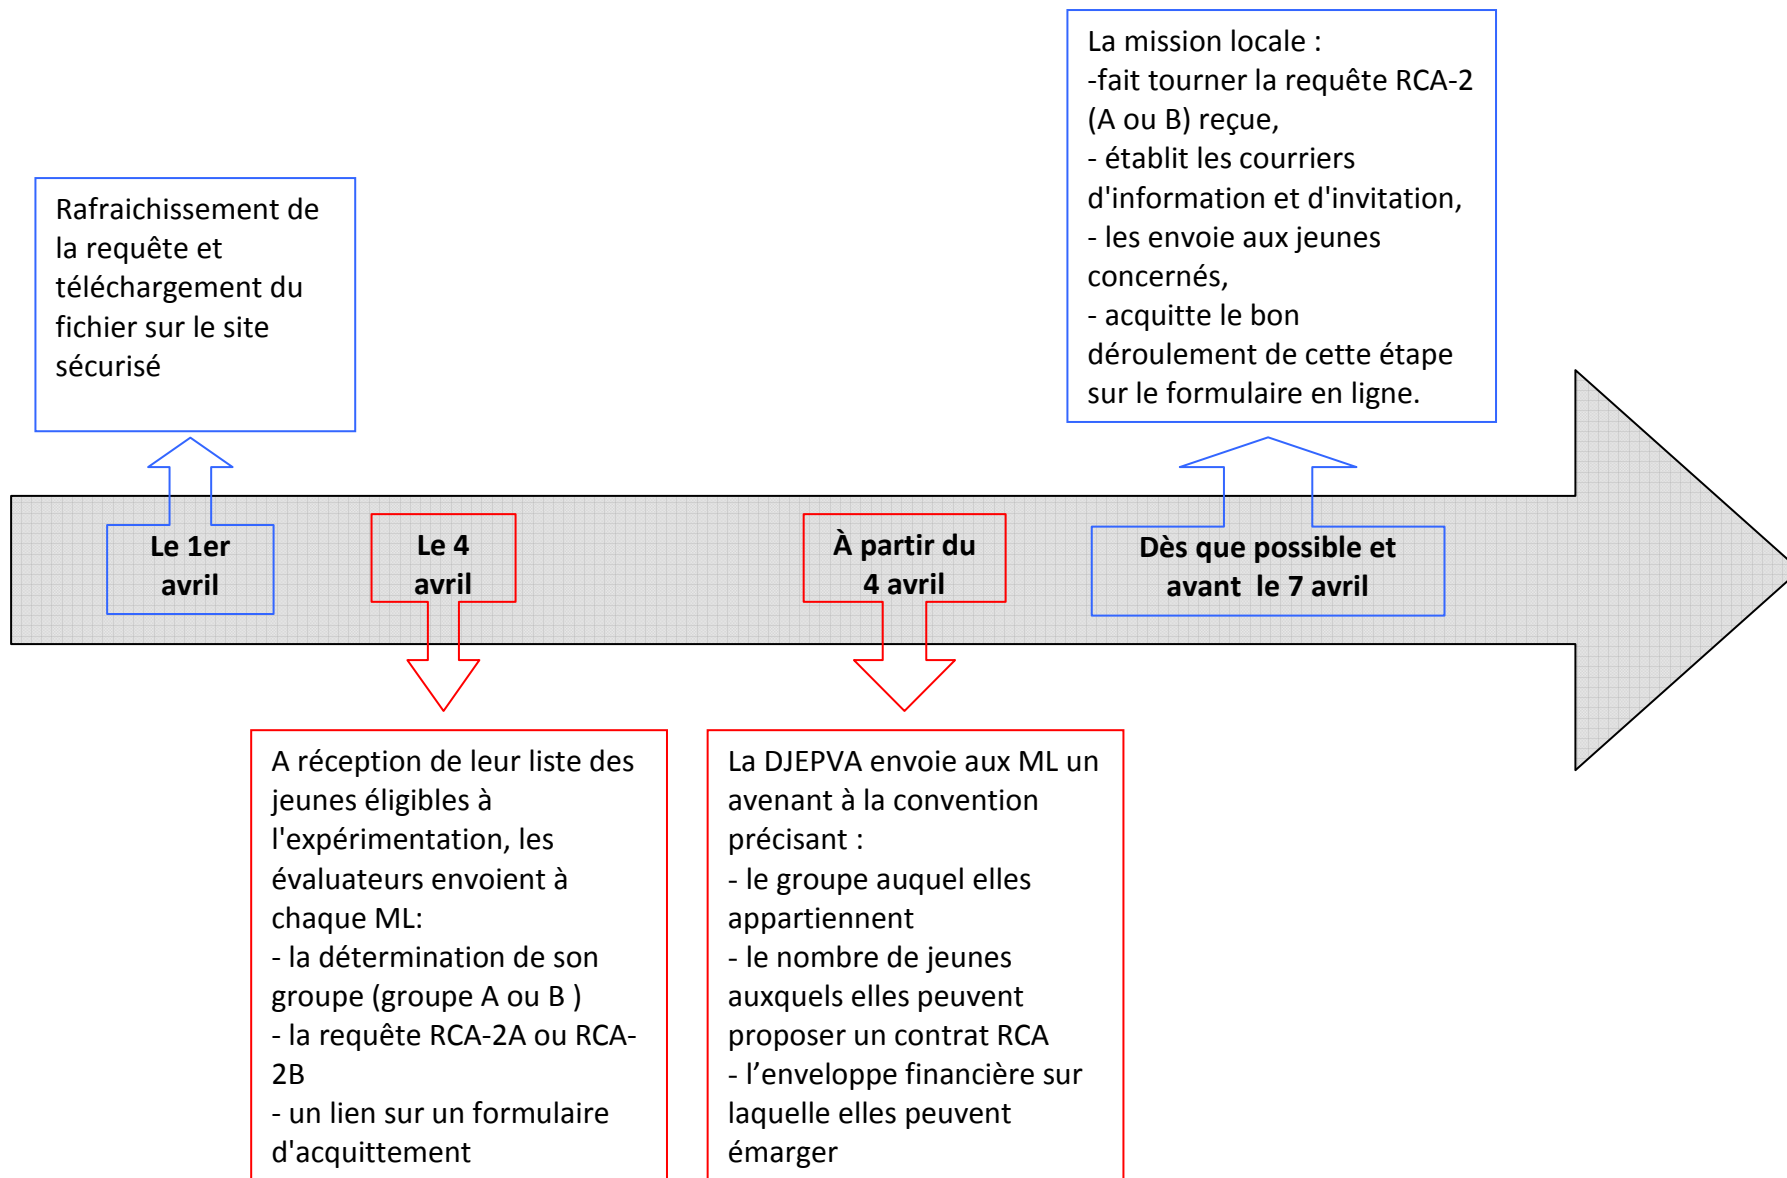 La mission locale :
-fait tourner la requête RCA-2
(A ou B) reçue,
- établit les courriers
d'information et d'invitation,
- les envoie aux jeunes
concernés,
- acquitte le bon
déroulement de cette étape
sur le formulaire en ligne.
Rafraichissement de
la requête et
téléchargement du
fichier sur le site
sécurisé
Le 1er
avril
Le 4
avril
À partir du
4 avril
Dès que possible et
avant le 7 avril
A réception de leur liste des
jeunes éligibles à
l'expérimentation, les
évaluateurs envoient à
chaque ML:
- la détermination de son
groupe (groupe A ou B )
- la requête RCA-2A ou RCA-
2B
- un lien sur un formulaire
d'acquittement
La DJEPVA envoie aux ML un
avenant à la convention
précisant :
- le groupe auquel elles
appartiennent
- le nombre de jeunes
auxquels elles peuvent
proposer un contrat RCA
- l’enveloppe financière sur
laquelle elles peuvent
émarger